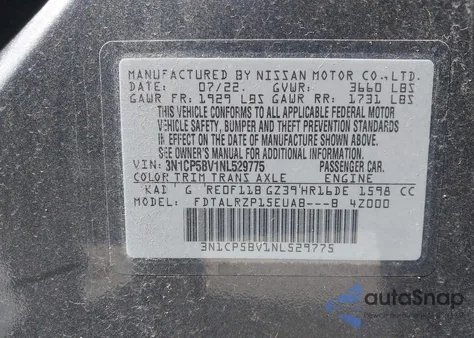 MANUFACTURED BY NISSAN MOTOR CO., LTD.
DATE: 07/22. GVWR: 3660 LBS
GAWR FR: 1929 LBS GAWR RR: 1731 LBS
THIS VEHICLE CONFORMS TO ALL APPLICABLE FEDERAL MOTOR
VEHICLE SAFETY, BUMPER AND THEFT PREVENTION STANDARDS
IN EFFECT ON THE DATE OF MANUFACTURE SHOWN ABOVE.
SEE OWNER'S MANUAL FOR ADDITIONAL INFORMATION.
VIN: 3N1CP5BV1NL529775 PASSENGER CAR.
COLOR TRIM TRANS AXLE ENGINE
KAD G RE0F11B GZ39 HR16DE 1598 CC
MODEL: FDTALRZP15EUAB---B 4Z000
3N1CP5BV1NL529775
autoSnap